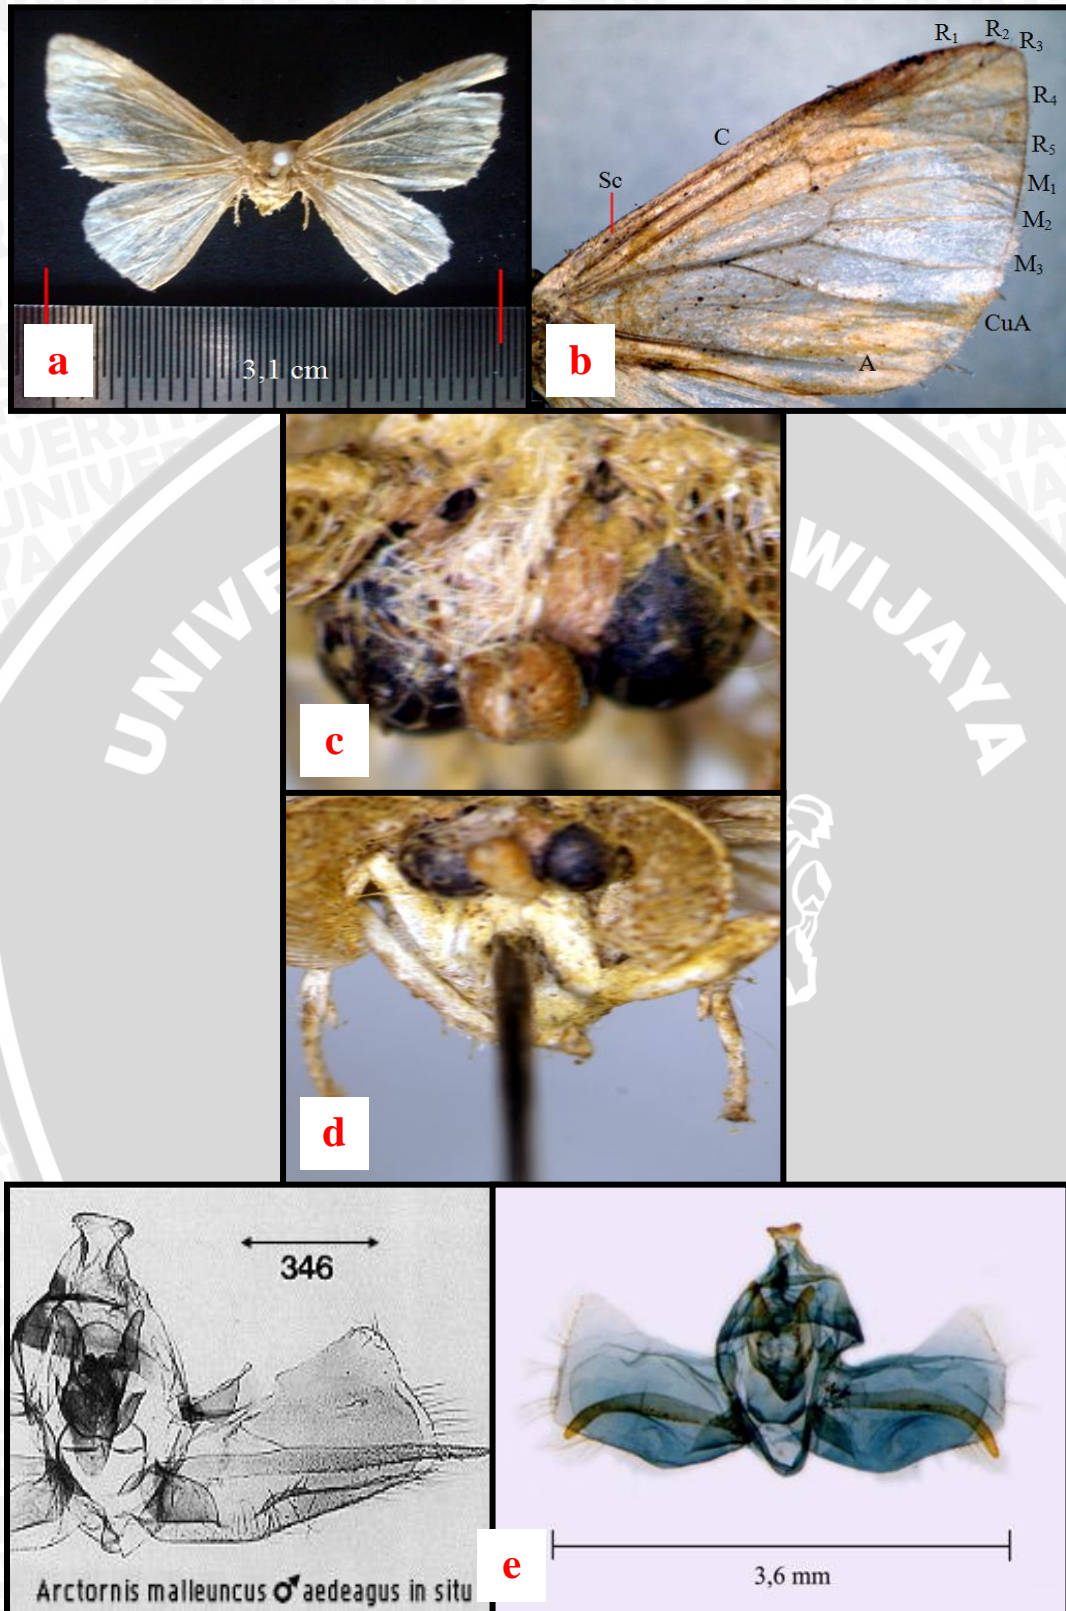 a
3,1 cm
b
C
Sc
R₁
R₂
R₃
R₄
R₅
M₁
M₂
M₃
CuA
A
UNIVE
WIJAYA
c
d
346
Arctornis malleuncus ♂ aedeagus in situ
e
3,6 mm